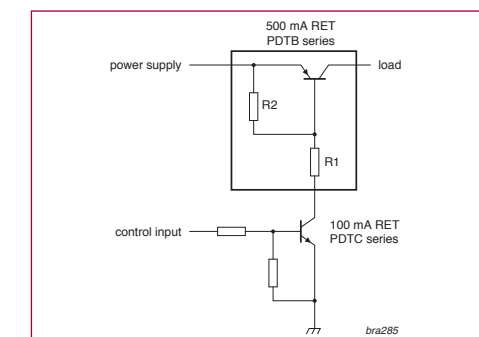 500 mA RET
PDTB series
power supply
load
R2
R1
control input
100 mA RET
PDTC series
bra285